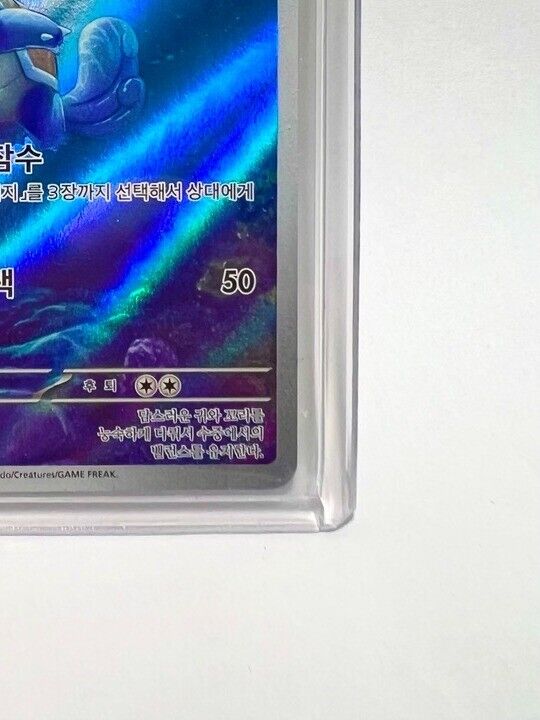 잠수
지』를 3장까지 선택해서 상대에게
50
후퇴
탐스러운 귀와 꼬리를
능숙하게 다뤄서 수중에서의
밸런스를 유지한다.
do/Creatures/GAME FREAK.